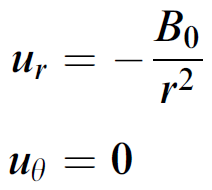 u_r = − B_0 / r^2
u_θ = 0